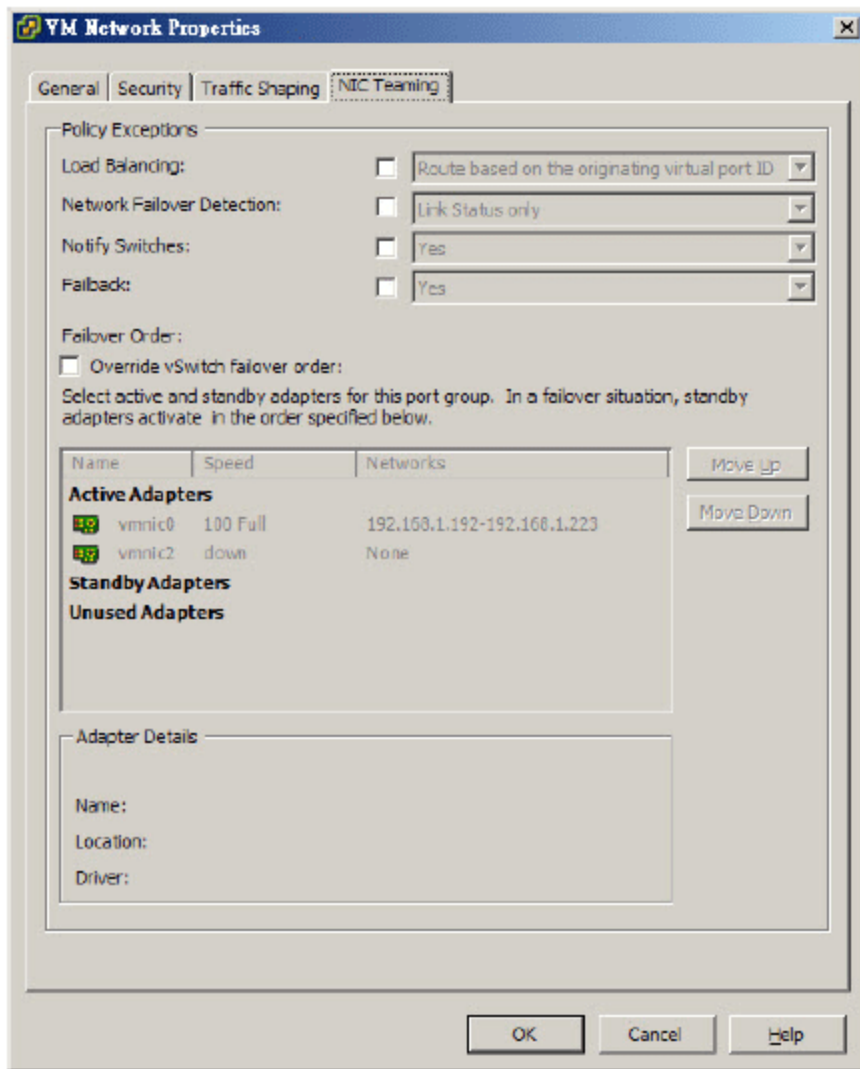 VM Network Properties
General Security Traffic Shaping NIC Teaming
Policy Exceptions
Load Balancing: Route based on the originating virtual port ID
Network Failover Detection: Link Status only
Notify Switches: Yes
Failback: Yes
Failover Order:
Override vSwitch failover order:
Select active and standby adapters for this port group. In a failover situation, standby
adapters activate in the order specified below.
Name Speed Networks Move Up
Active Adapters
Move Down
vmnic0 100 Full 192.168.1.192-192.168.1.223
vmnic2 down None
Standby Adapters
Unused Adapters
Adapter Details
Name:
Location:
Driver:
OK Cancel Help